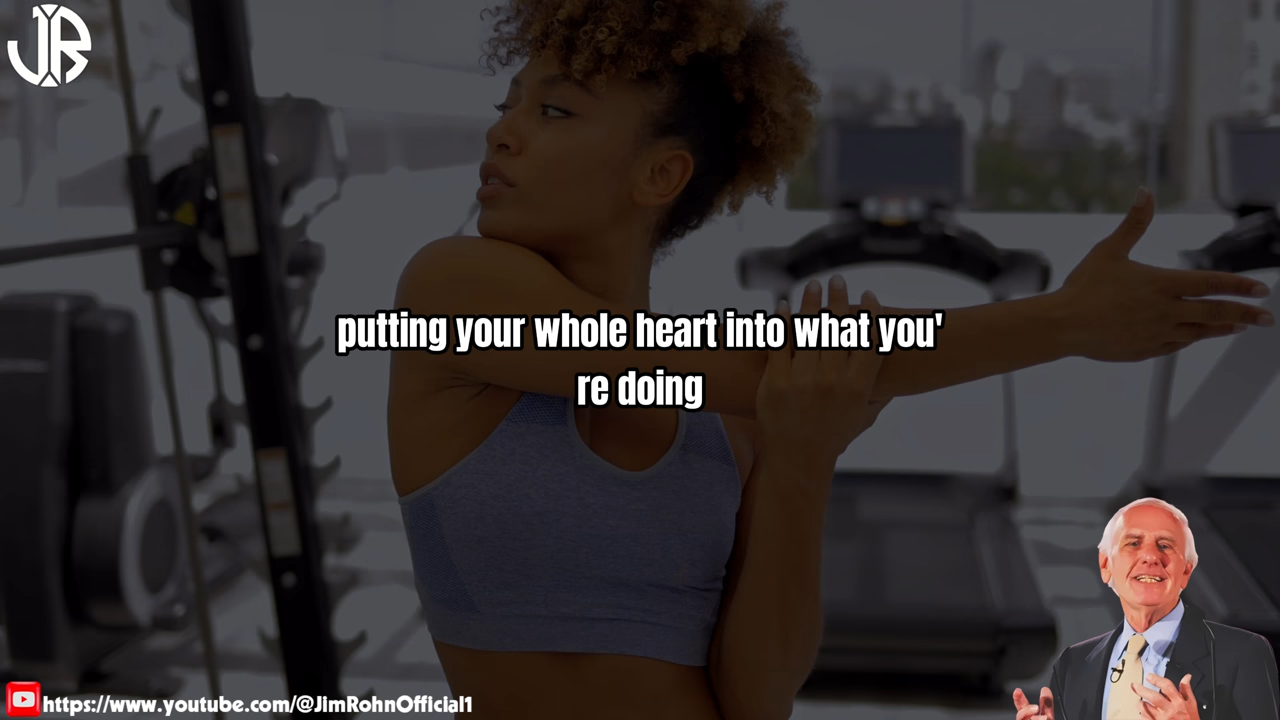 JR
putting your whole heart into what you'
re doing
https://www.youtube.com/@JimRohnOfficial1